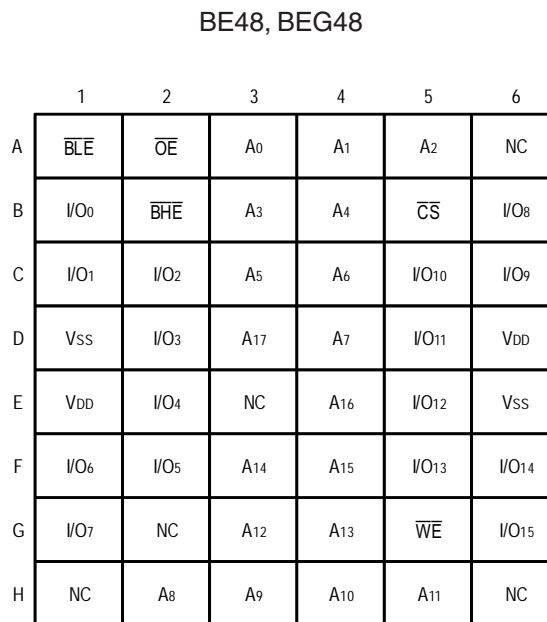 BE48, BEG48
1 2 3 4 5 6
A BLE OE A0 A1 A2 NC
B I/O0 BHE A3 A4 CS I/O8
C I/O1 I/O2 A5 A6 I/O10 I/O9
D VSS I/O3 A17 A7 I/O11 VDD
E VDD I/O4 NC A16 I/O12 VSS
F I/O6 I/O5 A14 A15 I/O13 I/O14
G I/O7 NC A12 A13 WE I/O15
H NC A8 A9 A10 A11 NC